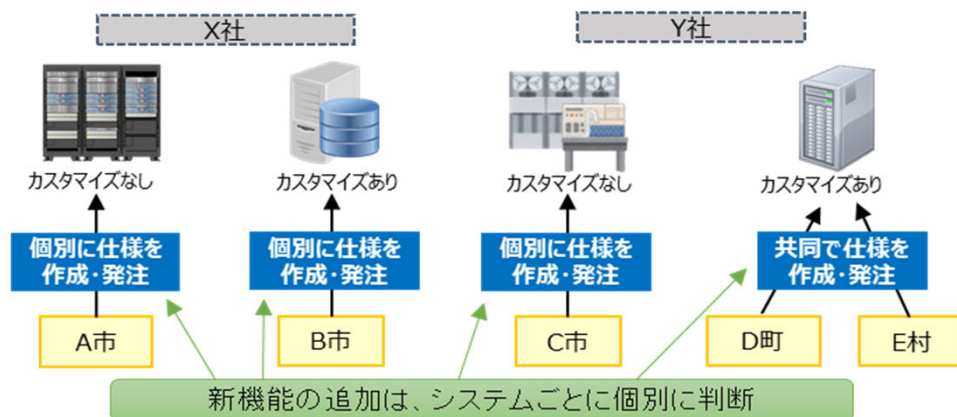 X社
Y社
カスタマイズなし
カスタマイズあり
カスタマイズなし
カスタマイズあり
個別に仕様を
作成・発注
個別に仕様を
作成・発注
個別に仕様を
作成・発注
共同で仕様を
作成・発注
A市
B市
C市
D町
E村
新機能の追加は、システムごとに個別に判断